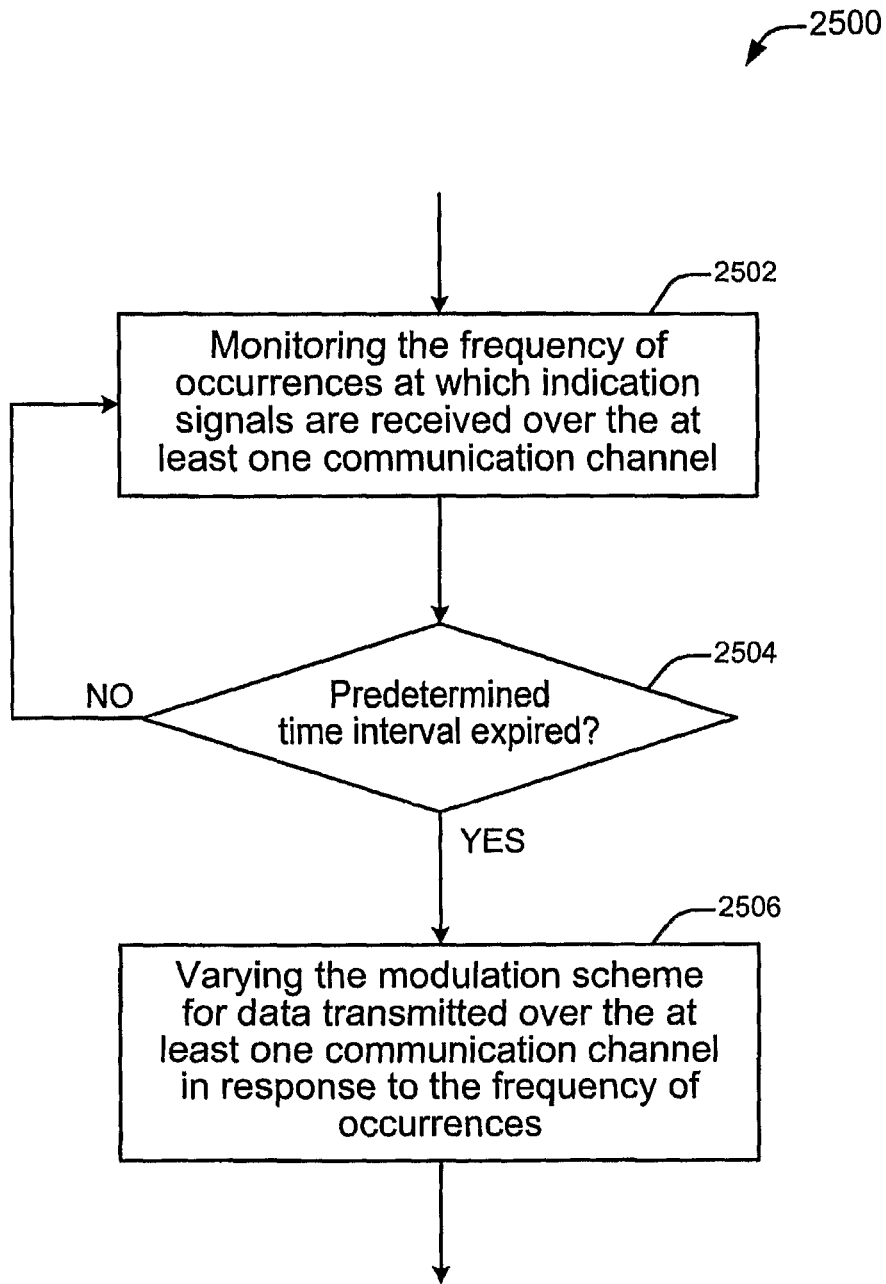 2500
2502
Monitoring the frequency of
occurrences at which indication
signals are received over the at
least one communication channel
2504
NO
Predetermined
time interval expired?
YES
2506
Varying the modulation scheme
for data transmitted over the at
least one communication channel
in response to the frequency of
occurrences